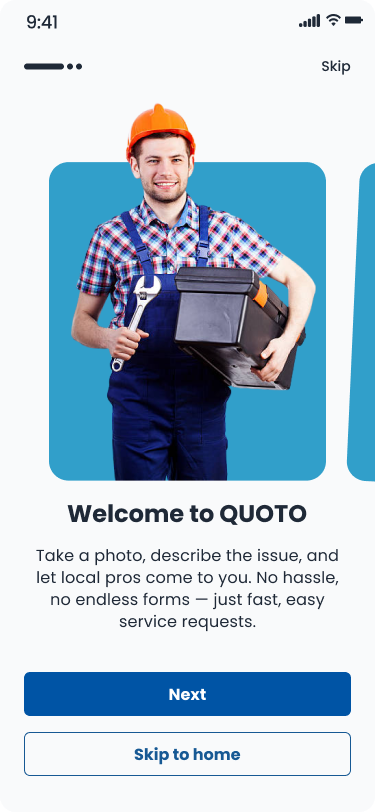 9:41
Skip
Welcome to QUOTO
Take a photo, describe the issue, and
let local pros come to you. No hassle,
no endless forms — just fast, easy
service requests.
Next
Skip to home